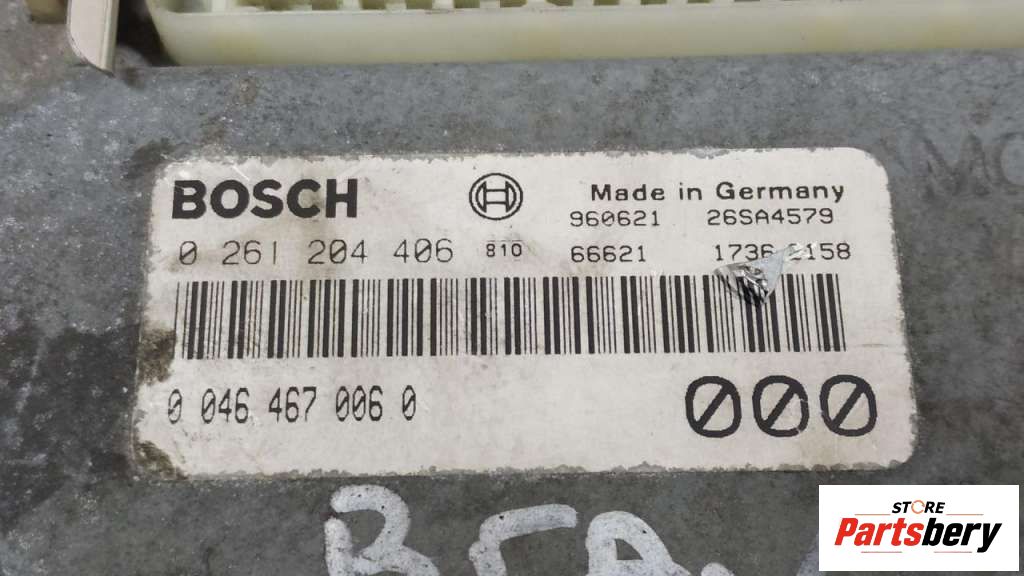 BOSCH
Made in Germany
960621 26SA4579
0 261 204 406 810 66621 1736
0 046 467 006 0 000
STORE
Partsbery